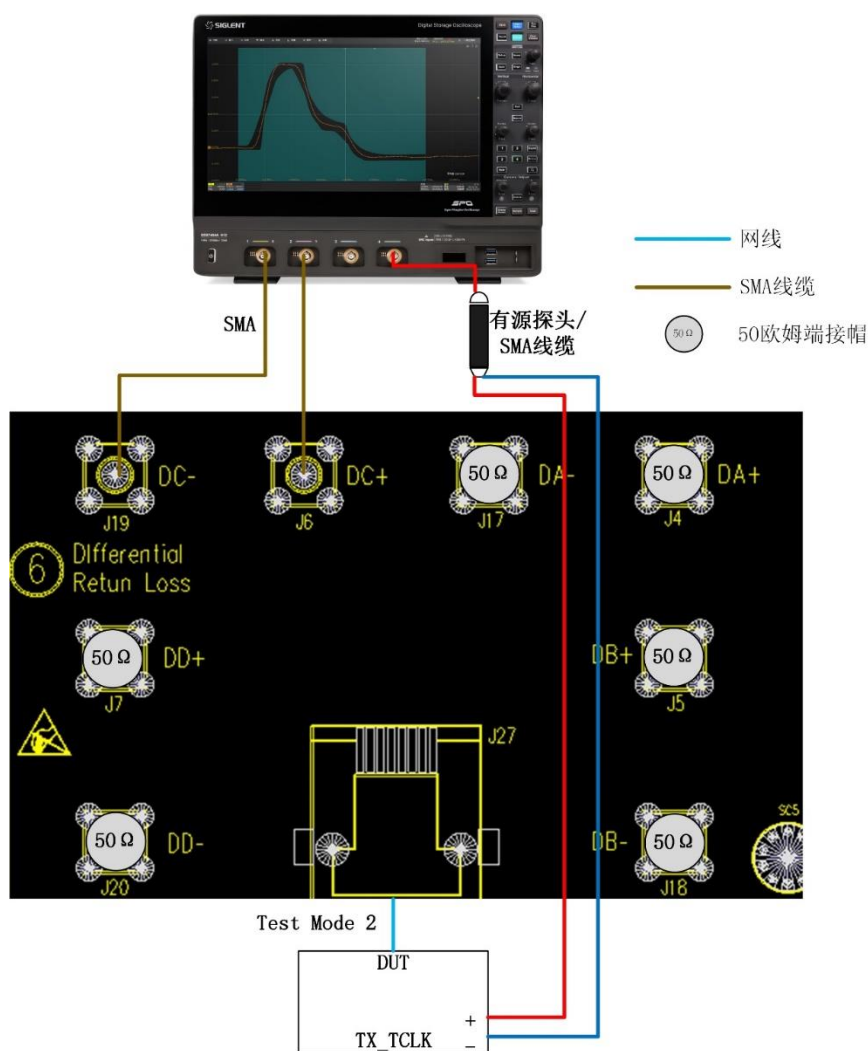 SIGLENT
Digital Storage Oscilloscope
SPO
网线
SMA线缆
50Ω
50欧姆端接帽
SMA
有源探头/
SMA线缆
DC-
J19
DC+
J6
50Ω
DA-
J17
50Ω
DA+
J4
6
DIfferential
Retun Loss
50Ω
DD+
J7
DB+
50Ω
J5
J27
50Ω
DD-
J20
DB-
50Ω
J18
SC5
Test Mode 2
DUT
+
TX_TCLK
-